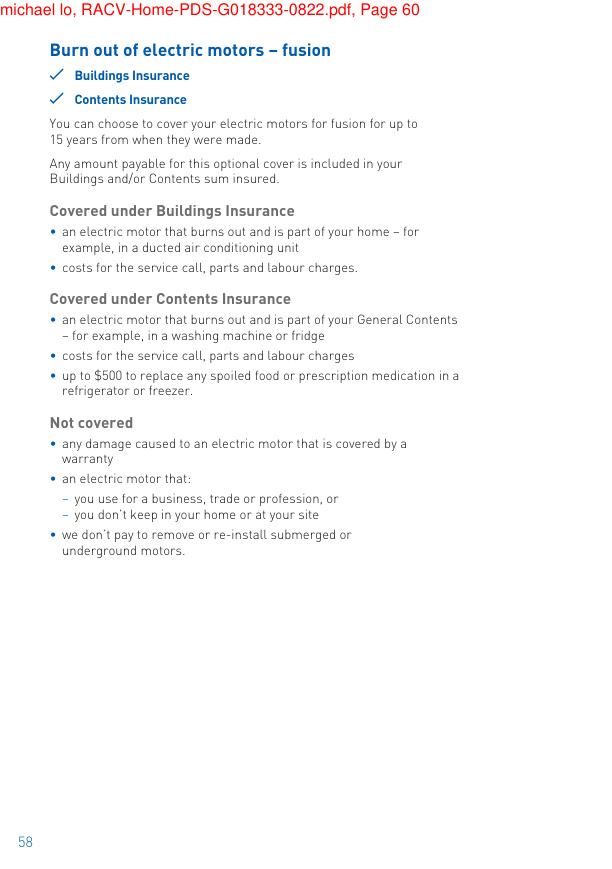 michael lo, RACV-Home-PDS-G018333-0822.pdf, Page 60
Burn out of electric motors – fusion
✓ Buildings Insurance
✓ Contents Insurance
You can choose to cover your electric motors for fusion for up to
15 years from when they were made.
Any amount payable for this optional cover is included in your
Buildings and/or Contents sum insured.
Covered under Buildings Insurance
• an electric motor that burns out and is part of your home – for
example, in a ducted air conditioning unit
• costs for the service call, parts and labour charges.
Covered under Contents Insurance
• an electric motor that burns out and is part of your General Contents
– for example, in a washing machine or fridge
• costs for the service call, parts and labour charges
• up to $500 to replace any spoiled food or prescription medication in a
refrigerator or freezer.
Not covered
• any damage caused to an electric motor that is covered by a
warranty
• an electric motor that:
– you use for a business, trade or profession, or
– you don't keep in your home or at your site
• we don't pay to remove or re-install submerged or
underground motors.
58